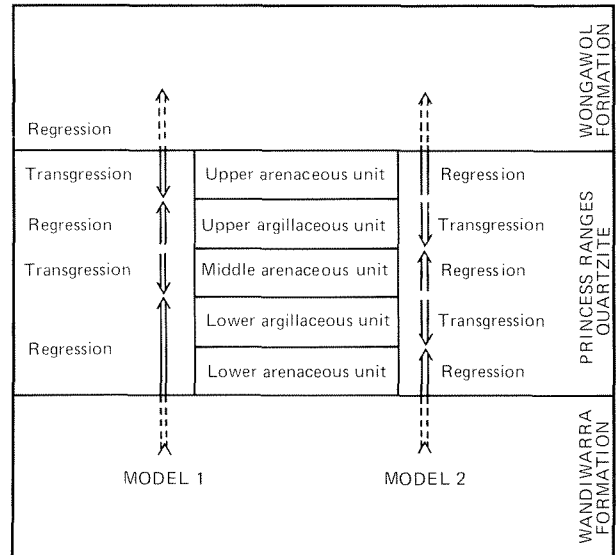 WONGAWOL
FORMATION
Regression
Transgression
Upper arenaceous unit
Regression
Regression
Upper argillaceous unit
Transgression
Transgression
Middle arenaceous unit
Regression
Regression
Lower argillaceous unit
Transgression
Lower arenaceous unit
Regression
PRINCESS RANGES
QUARTZITE
MODEL 1
MODEL 2
WANDIWARRA
FORMATION